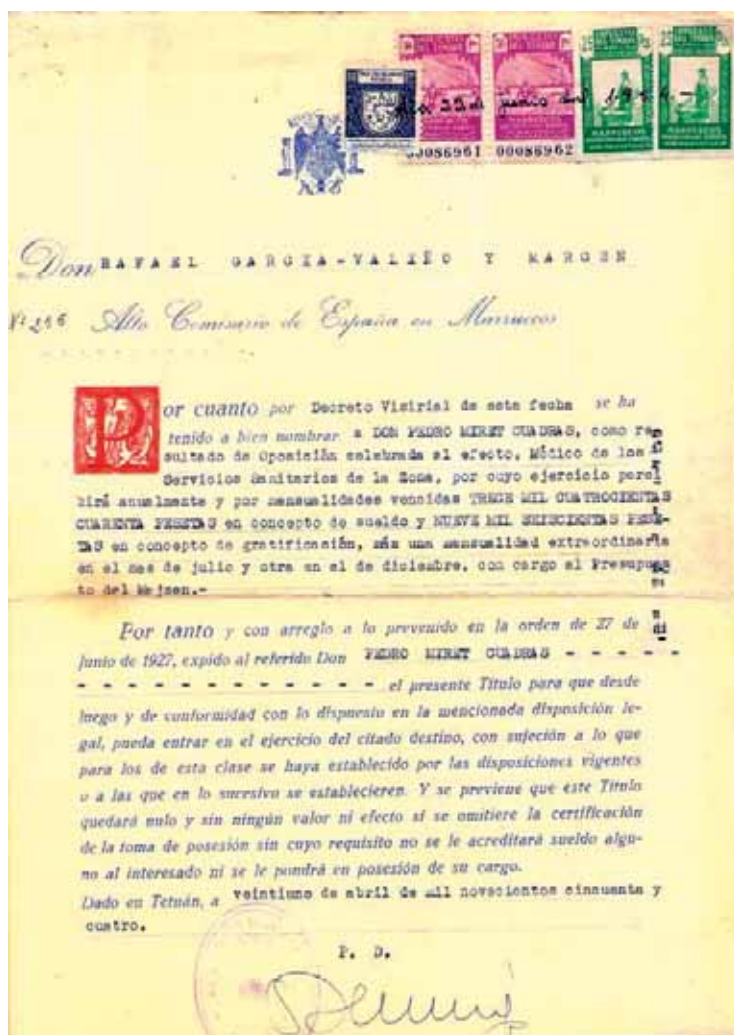 22 de junio de 1954.-
00086961 00086962
MARRUECOS MARRUECOS
Don RAFAEL GARCIA-VALIÑO Y MARCEN
Nº 266 Alto Comisario de España en Marruecos
Por cuanto por Decreto Visirial de esta fecha se ha
tenido a bien nombrar a DON PEDRO MIRET CUADRAS, como re
sultado de Oposición celebrada al efecto, Médico de los
Servicios Sanitarios de la Zona, por cuyo ejercicio perci
birá anualmente y por mensualidades vencidas TRECE MIL CUATROCIENTAS
CUARENTA PESETAS en concepto de sueldo y NUEVE MIL SEISCIENTAS PESE-
TAS en concepto de gratificación, más una mensualidad extraordinaria
en el mes de julio y otra en el de diciembre, con cargo al Presupues
to del Majzen.-
Por tanto y con arreglo a lo prevenido en la orden de 27 de
junio de 1927, expido al referido Don PEDRO MIRET CUADRAS - - - - -
- - - - - - - - - - - - el presente Título para que desde
luego y de conformidad con lo dispuesto en la mencionada disposición le-
gal, pueda entrar en el ejercicio del citado destino, con sujeción a lo que
para los de esta clase se haya establecido por las disposiciones vigentes
o a las que en lo sucesivo se establecieren. Y se previene que este Título
quedará nulo y sin ningún valor ni efecto si se omitiere la certificación
de la toma de posesión sin cuyo requisito no se le acreditará sueldo algu-
no al interesado ni se le pondrá en posesión de su cargo.
Dado en Tetuán, a veintiuno de abril de mil novecientos cincuenta y
cuatro.
P. D.